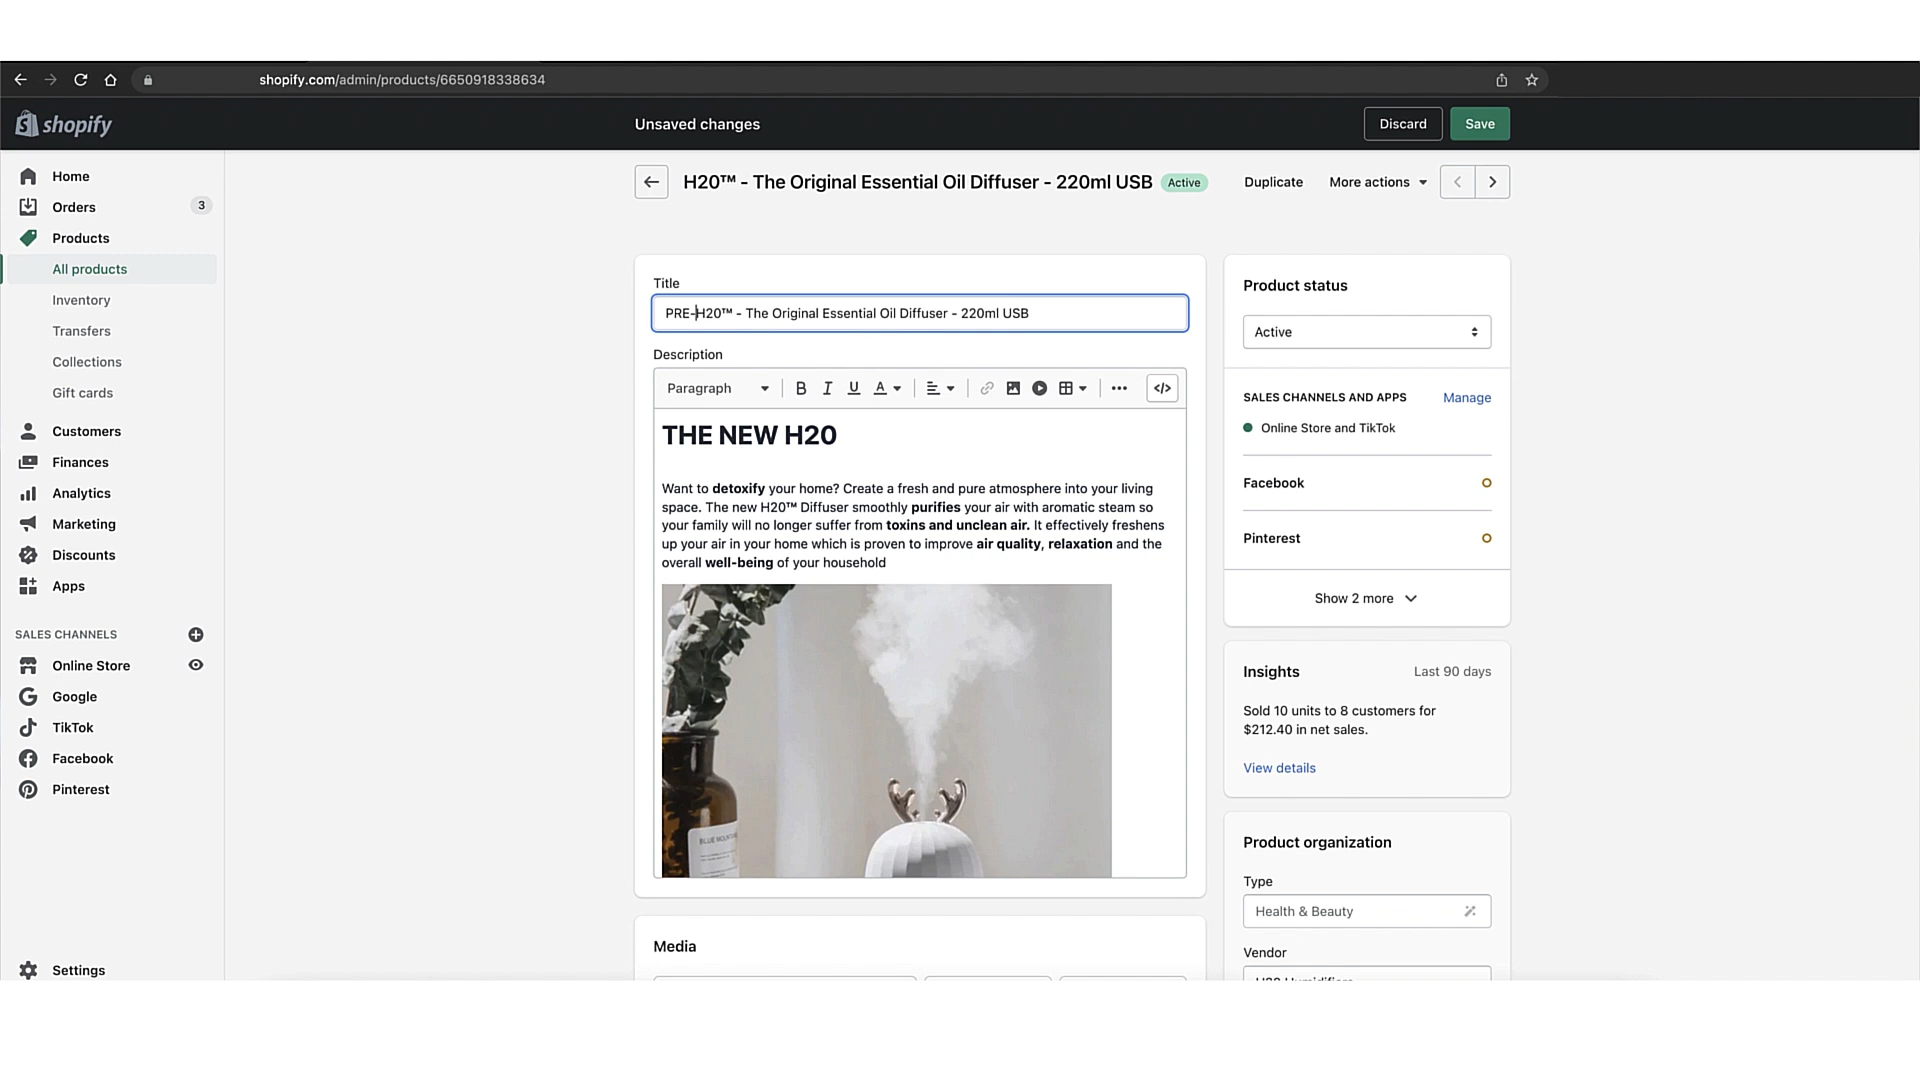 shopify.com/admin/products/6650918338634
shopify
Unsaved changes
Discard
Save
Home
Orders
3
Products
All products
Inventory
Transfers
Collections
Gift cards
Customers
Finances
Analytics
Marketing
Discounts
Apps
SALES CHANNELS
Online Store
Google
TikTok
Facebook
Pinterest
Settings
H20™ - The Original Essential Oil Diffuser - 220ml USB
Active
Duplicate
More actions
Title
PRE-H20™ - The Original Essential Oil Diffuser - 220ml USB
Description
Paragraph
B I U A
</>
THE NEW H20
Want to detoxify your home? Create a fresh and pure atmosphere into your living
space. The new H20™ Diffuser smoothly purifies your air with aromatic steam so
your family will no longer suffer from toxins and unclean air. It effectively freshens
up your air in your home which is proven to improve air quality, relaxation and the
overall well-being of your household
Media
Product status
Active
SALES CHANNELS AND APPS
Manage
Online Store and TikTok
Facebook
Pinterest
Show 2 more
Insights
Last 90 days
Sold 10 units to 8 customers for
$212.40 in net sales.
View details
Product organization
Type
Health & Beauty
Vendor